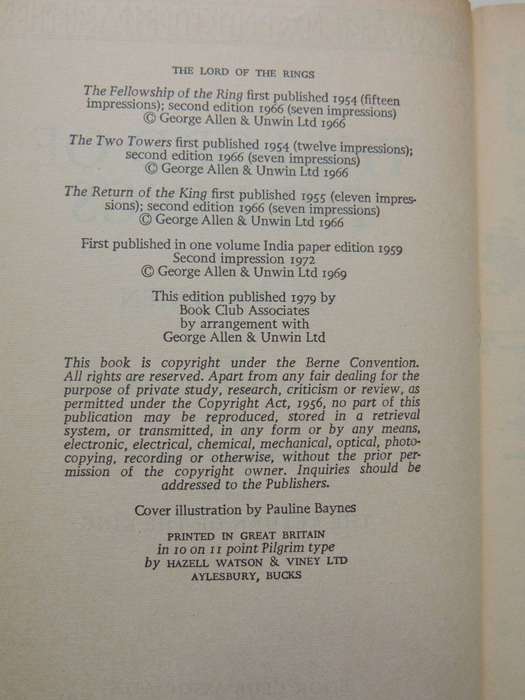 THE LORD OF THE RINGS
The Fellowship of the Ring first published 1954 (fifteen
impressions); second edition 1966 (seven impressions)
© George Allen & Unwin Ltd 1966
The Two Towers first published 1954 (twelve impressions);
second edition 1966 (seven impressions)
© George Allen & Unwin Ltd 1966
The Return of the King first published 1955 (eleven impres-
sions); second edition 1966 (seven impressions)
© George Allen & Unwin Ltd 1966
First published in one volume India paper edition 1959
Second impression 1972
© George Allen & Unwin Ltd 1969
This edition published 1979 by
Book Club Associates
by arrangement with
George Allen & Unwin Ltd
This book is copyright under the Berne Convention.
All rights are reserved. Apart from any fair dealing for the
purpose of private study, research, criticism or review, as
permitted under the Copyright Act, 1956, no part of this
publication may be reproduced, stored in a retrieval
system, or transmitted, in any form or by any means,
electronic, electrical, chemical, mechanical, optical, photo-
copying, recording or otherwise, without the prior per-
mission of the copyright owner. Inquiries should be
addressed to the Publishers.
Cover illustration by Pauline Baynes
PRINTED IN GREAT BRITAIN
in 10 on 11 point Pilgrim type
by HAZELL WATSON & VINEY LTD
AYLESBURY, BUCKS